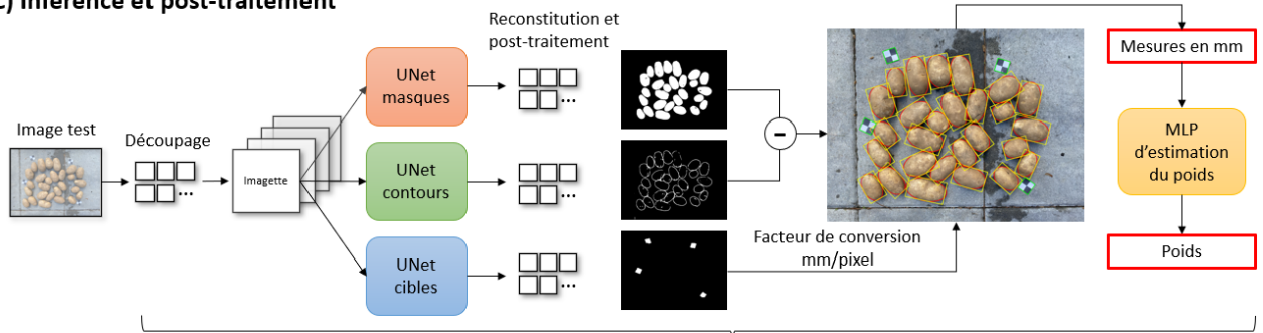 C) Inférence et post-traitement
Image test
Découpage
...
Imagette
UNet
masques
UNet
contours
UNet
cibles
Reconstitution et
post-traitement
...
...
...
Facteur de conversion
mm/pixel
Mesures en mm
MLP
d'estimation
du poids
Poids